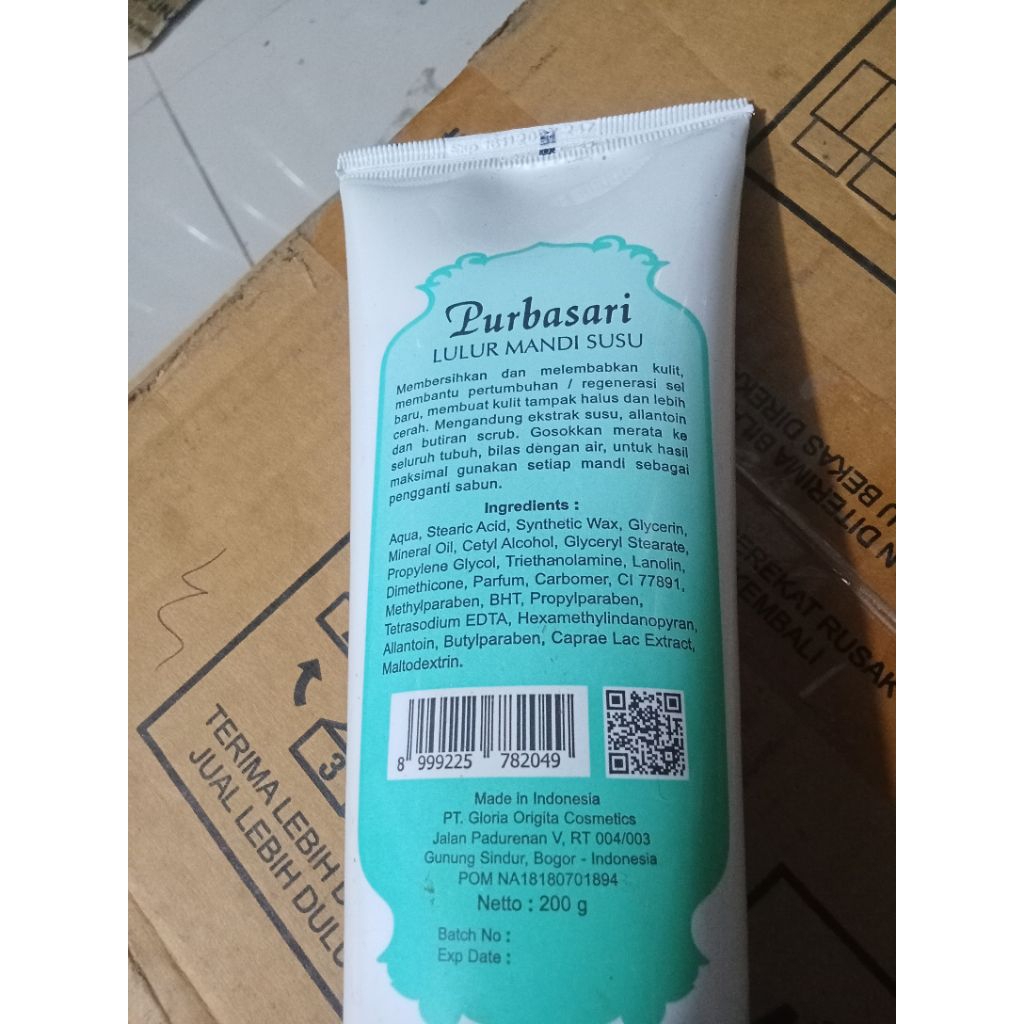 Purbasari
LULUR MANDI SUSU
Membersihkan dan melembabkan kulit,
membantu pertumbuhan / regenerasi sel
baru, membuat kulit tampak halus dan lebih
cerah. Mengandung ekstrak susu, allantoin
dan butiran scrub. Gosokkan merata ke
seluruh tubuh, bilas dengan air, untuk hasil
maksimal gunakan setiap mandi sebagai
pengganti sabun.
Ingredients :
Aqua, Stearic Acid, Synthetic Wax, Glycerin,
Mineral Oil, Cetyl Alcohol, Glyceryl Stearate,
Propylene Glycol, Triethanolamine, Lanolin,
Dimethicone, Parfum, Carbomer, CI 77891,
Methylparaben, BHT, Propylparaben,
Tetrasodium EDTA, Hexamethylindanopyran,
Allantoin, Butylparaben, Caprae Lac Extract,
Maltodextrin.
8 999225 782049
Made in Indonesia
PT. Gloria Origita Cosmetics
Jalan Padurenan V, RT 004/003
Gunung Sindur, Bogor - Indonesia
POM NA18180701894
Netto : 200 g
Batch No :
Exp Date :
3
TERIMA LEBIH
JUAL LEBIH DULU
DITERIMA
BEKAS
RUSAK
KEMBALI